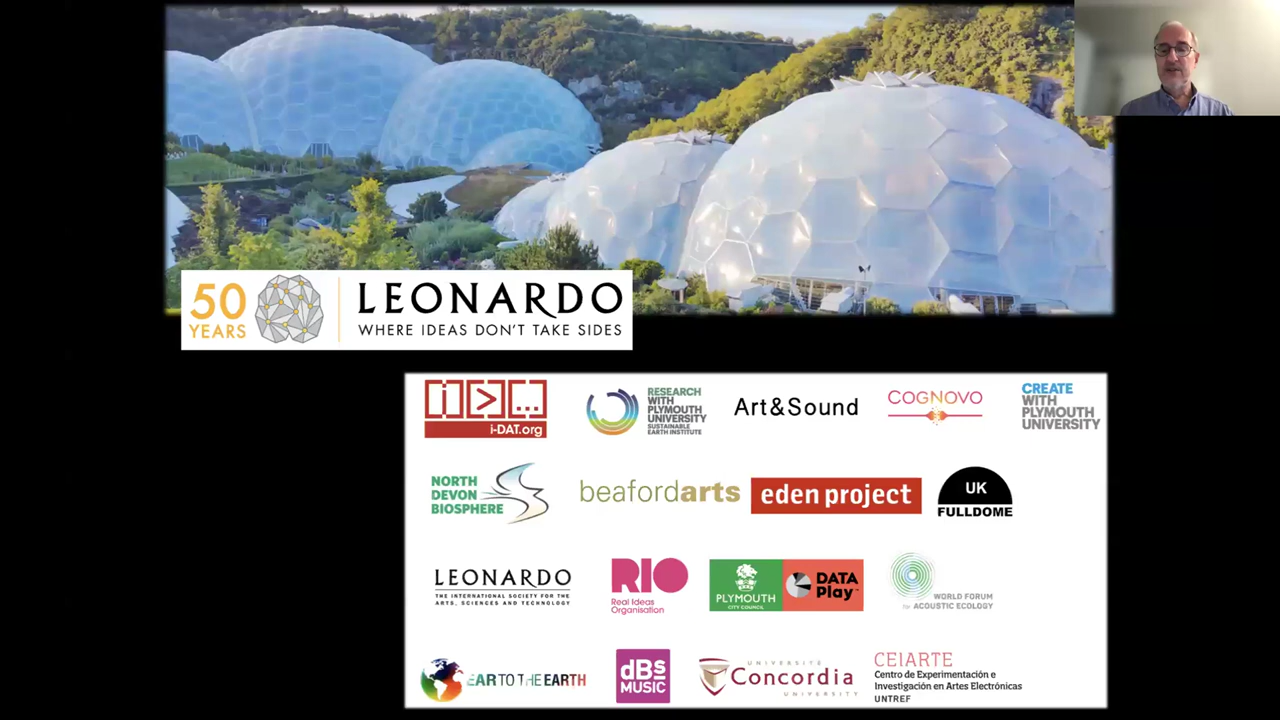 50
YEARS
LEONARDO
WHERE IDEAS DON'T TAKE SIDES
i>...
i-DAT.org
RESEARCH
WITH
PLYMOUTH
UNIVERSITY
SUSTAINABLE
EARTH INSTITUTE
Art&Sound
COGNOVO
CREATE
WITH
PLYMOUTH
UNIVERSITY
NORTH
DEVON
BIOSPHERE
beafordarts
eden project
UK
FULLDOME
LEONARDO
THE INTERNATIONAL SOCIETY FOR THE
ARTS, SCIENCES AND TECHNOLOGY
RIO
Real Ideas
Organisation
PLYMOUTH
CITY COUNCIL
DATA
Play™
WORLD FORUM
for ACOUSTIC ECOLOGY
EAR TO THE EARTH
dBs
MUSIC
UNIVERSITÉ
Concordia
UNIVERSITY
CEIARTE
Centro de Experimentación e
Investigación en Artes Electrónicas
UNTREF